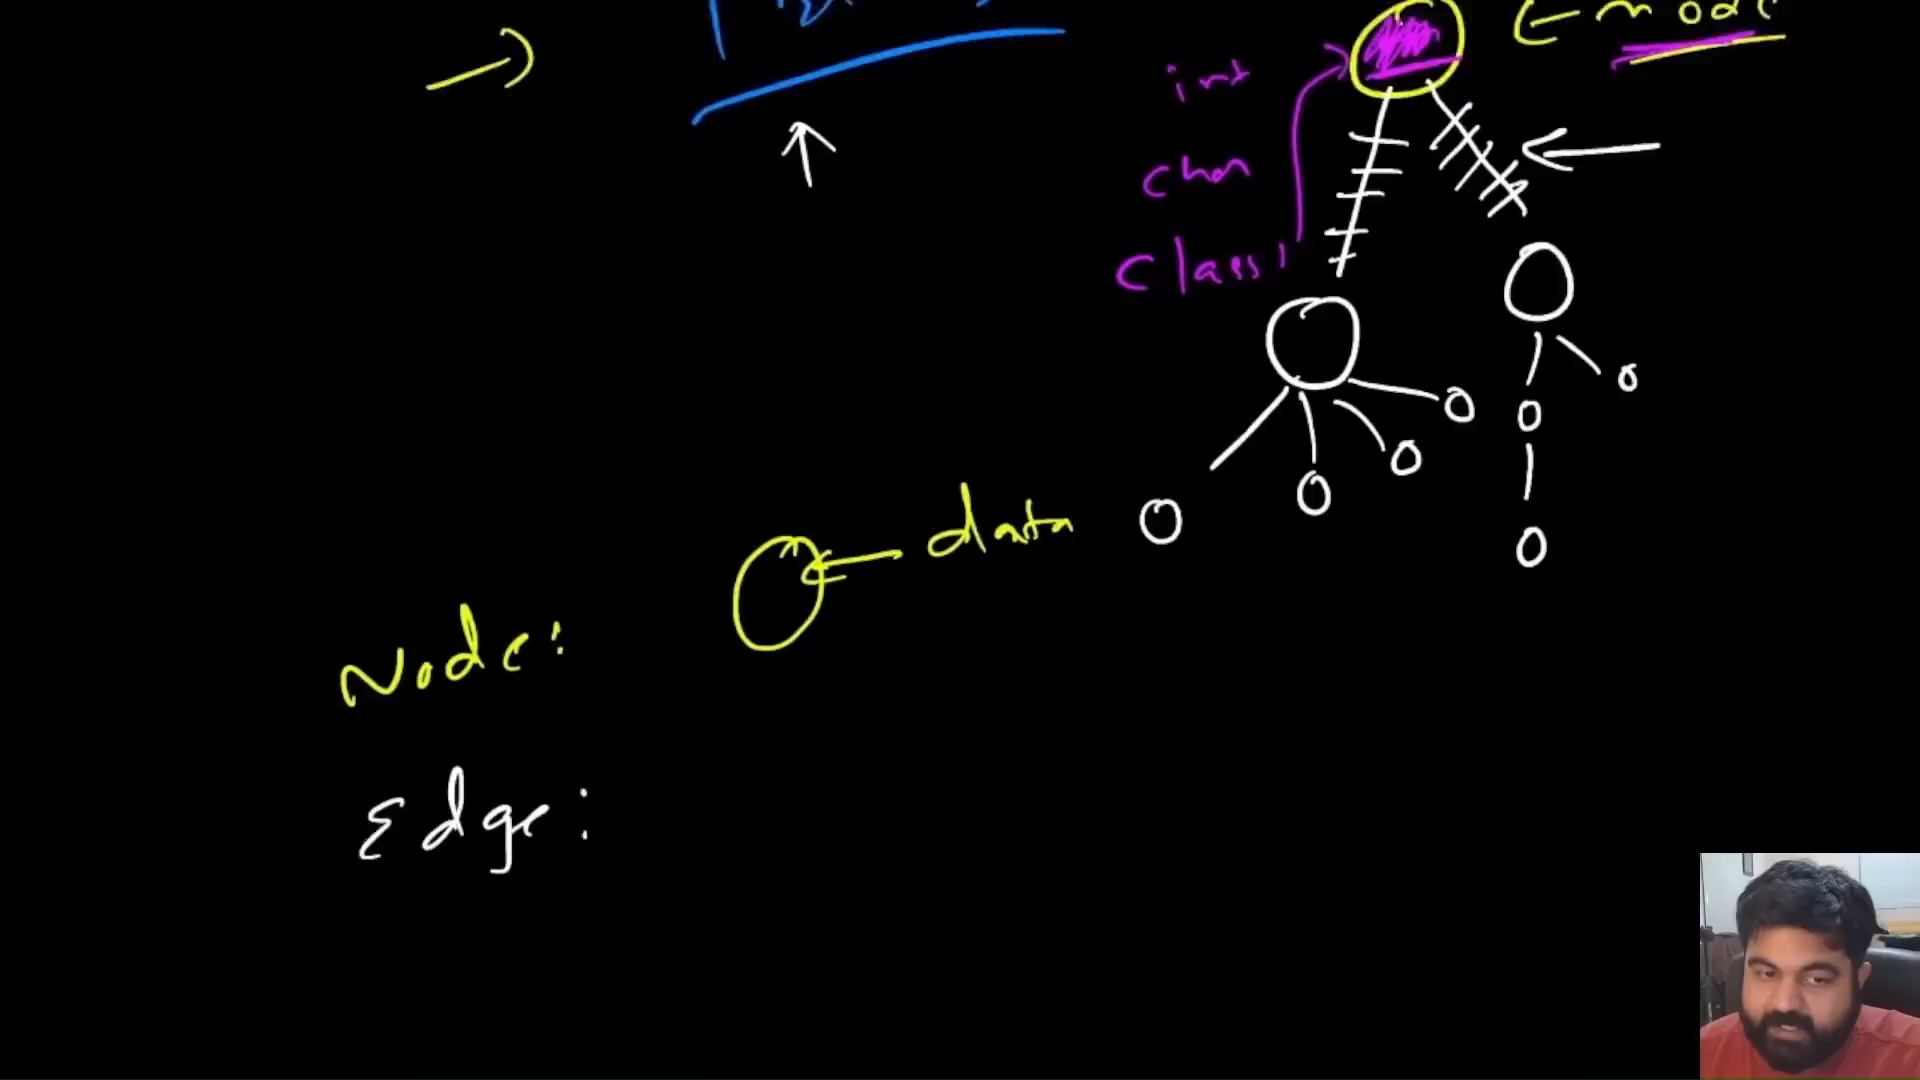 node
int
char
class
data
Node:
Edge: